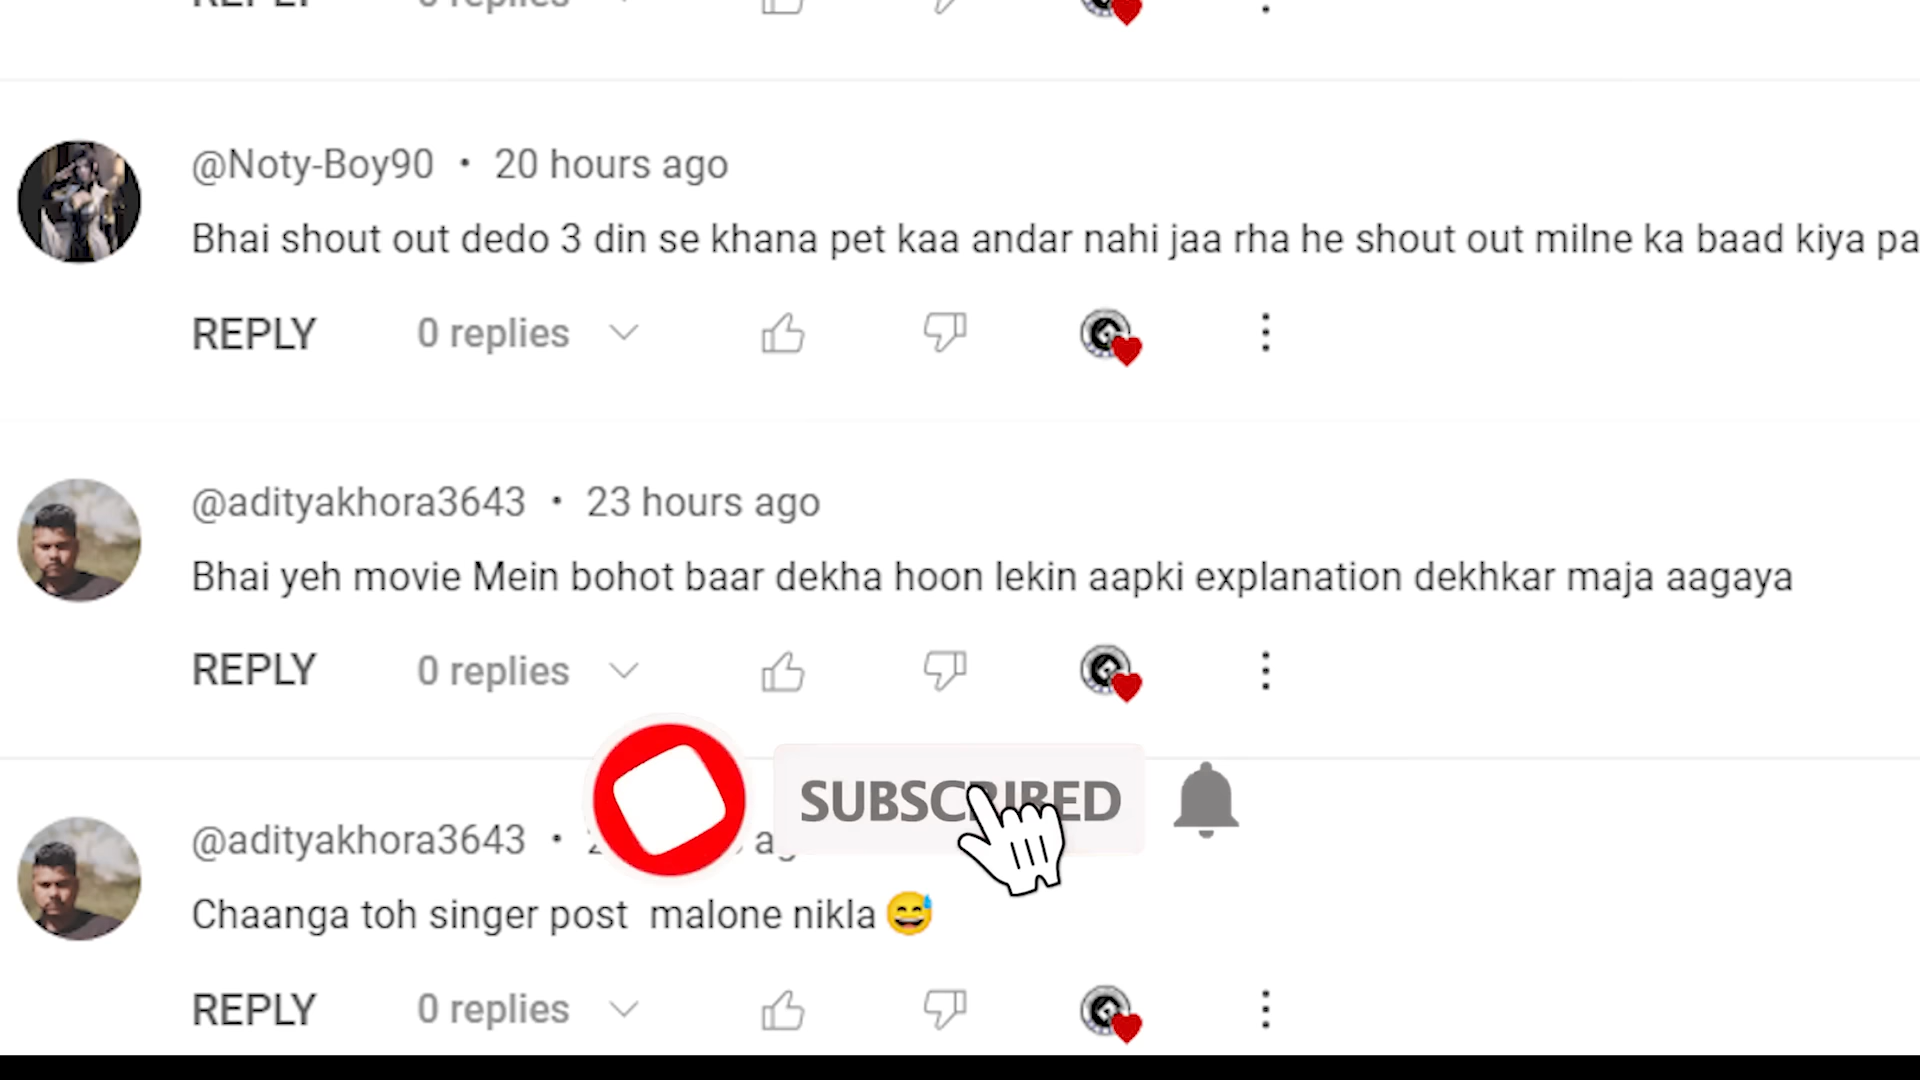 REPLY 0 replies
@Noty-Boy90 • 20 hours ago
Bhai shout out dedo 3 din se khana pet kaa andar nahi jaa rha he shout out milne ka baad kiya
REPLY 0 replies
@adityakhora3643 • 23 hours ago
Bhai yeh movie Mein bohot baar dekha hoon lekin aapki explanation dekhkar maja aagaya
REPLY 0 replies
SUBSCRIBED
@adityakhora3643 •
Chaanga toh singer post malone nikla 😅
REPLY 0 replies